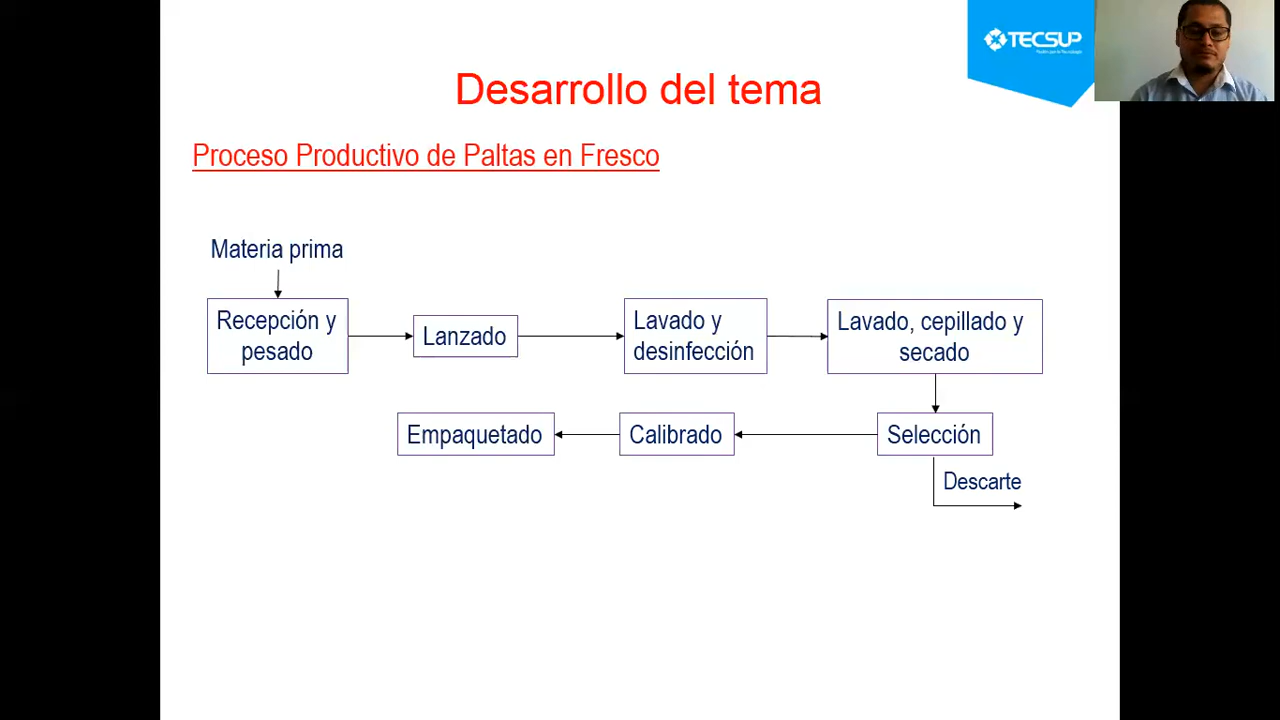 TECSUP
Desarrollo del tema
Proceso Productivo de Paltas en Fresco
Materia prima
Recepción y
pesado
Lanzado
Lavado y
desinfección
Lavado, cepillado y
secado
Empaquetado
Calibrado
Selección
Descarte